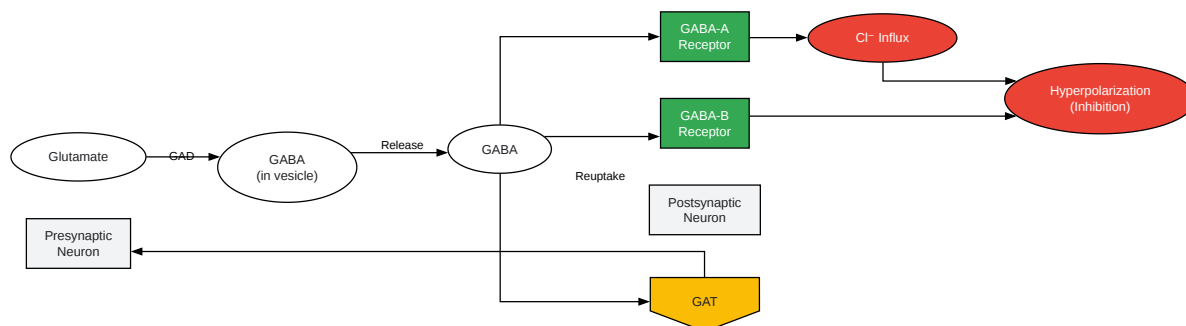 GABA-A
Receptor
Cl⁻ Influx
Hyperpolarization
(Inhibition)
GABA-B
Receptor
Glutamate
GAD
GABA
(in vesicle)
Release
GABA
Reuptake
Postsynaptic
Neuron
Presynaptic
Neuron
GAT